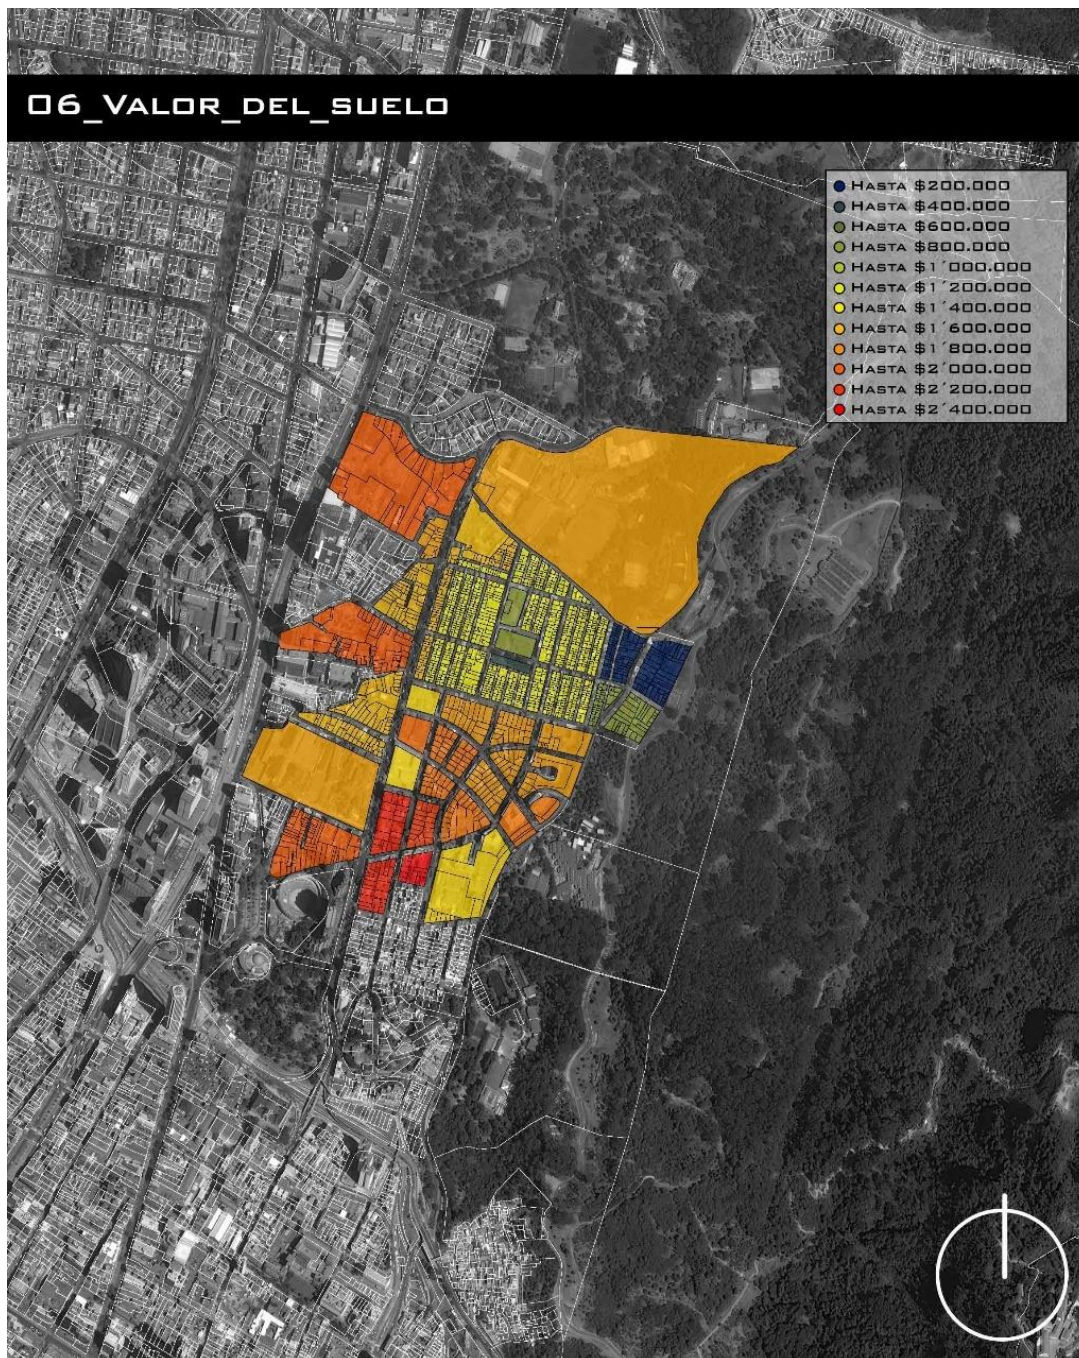 06_Valor_del_suelo
Hasta $200.000
Hasta $400.000
Hasta $600.000
Hasta $800.000
Hasta $1´000.000
Hasta $1´200.000
Hasta $1´400.000
Hasta $1´600.000
Hasta $1´800.000
Hasta $2´000.000
Hasta $2´200.000
Hasta $2´400.000